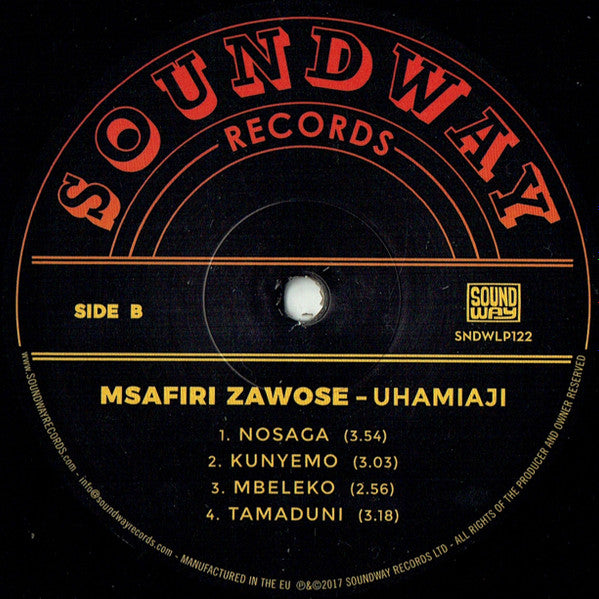 SOUNDWAY
RECORDS
SIDE B
SOUND
WAY
SNDWLP122
MSAFIRI ZAWOSE – UHAMIAJI
1. NOSAGA (3.54)
2. KUNYEMO (3.03)
3. MBELEKO (2.56)
4. TAMADUNI (3.18)
www.SOUNDWAYRECORDS.com - info@soundwayrecords.com - MANUFACTURED IN THE EU ℗&©2017 SOUNDWAY RECORDS LTD - ALL RIGHTS OF THE PRODUCER AND OWNER RESERVED